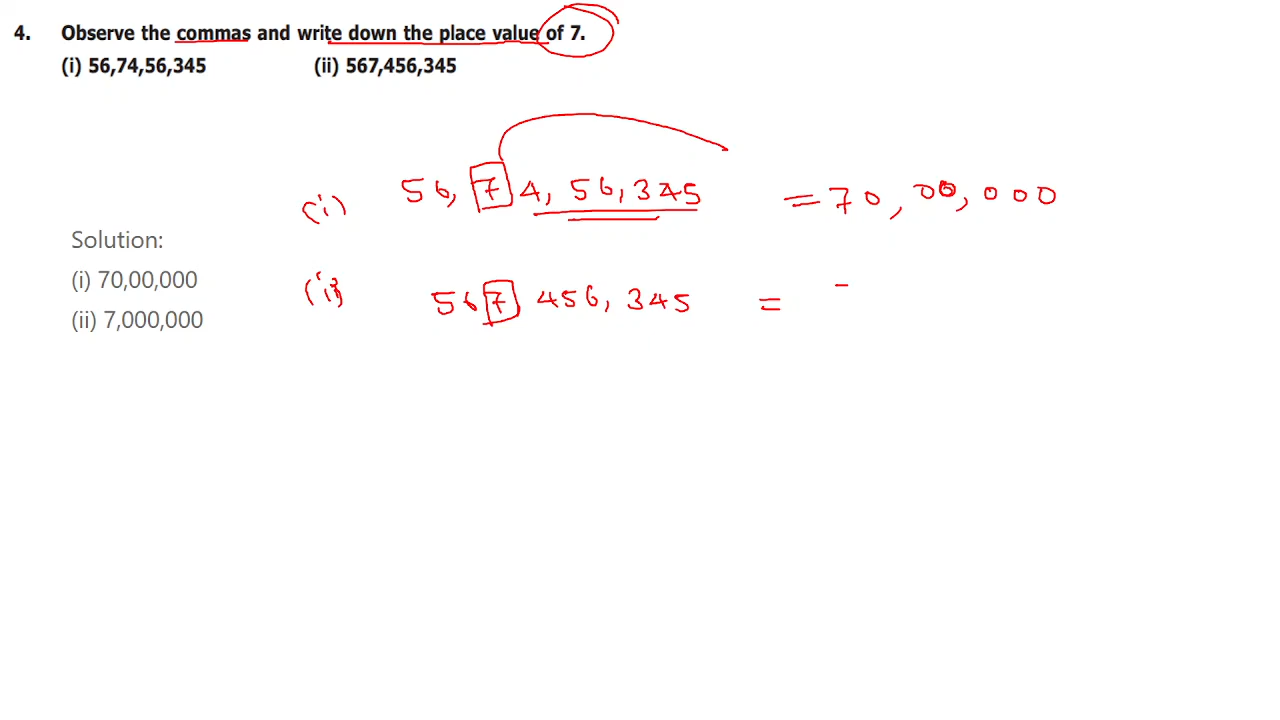 4. Observe the commas and write down the place value of 7.
(i) 56,74,56,345 (ii) 567,456,345
(i) 56,74,56,345 = 70,00,000
Solution:
(i) 70,00,000
(ii) 567,456,345 =
(ii) 7,000,000